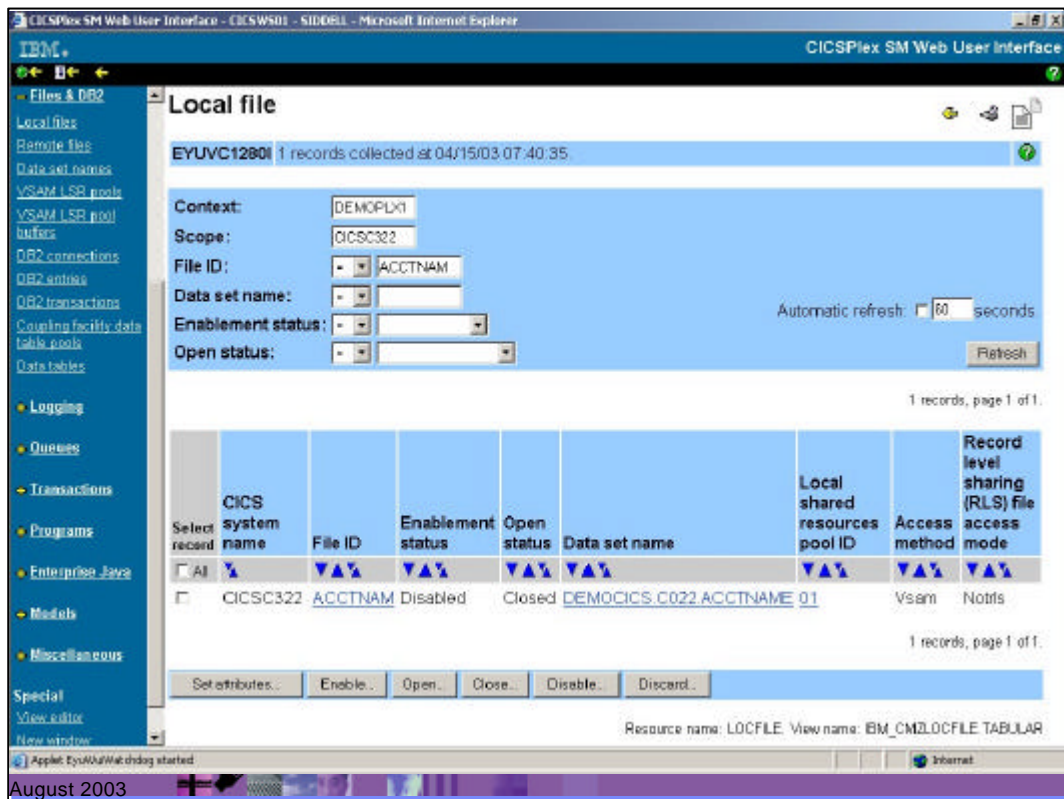 CICSPlex SM Web User Interface - CICSWS01 - SIDDELL - Microsoft Internet Explorer
IBM.
CICSPlex SM Web User Interface
Files & DB2
Local files
Remote files
Data set names
VSAM LSR pools
VSAM LSR pool
buffers
DB2 connections
DB2 entries
DB2 transactions
Coupling facility data
table pools
Data tables
Logging
Queues
Transactions
Programs
Enterprise Java
Models
Miscellaneous
Special
View editor
New window
Local file
EYUVC1280I 1 records collected at 04/15/03 07:40:35.
Context: DEMOPLX1
Scope: CICSC322
File ID: = ACCTNAM
Data set name: =
Enablement status: =
Open status: =
Automatic refresh: 60 seconds
Refresh
1 records, page 1 of 1.
Select record
CICS system name
File ID
Enablement status
Open status
Data set name
Local shared resources pool ID
Access method
Record level sharing (RLS) file access mode
All
CICSC322 ACCTNAM Disabled Closed DEMOCICS.C022.ACCTNAME 01 Vsam Notrls
1 records, page 1 of 1.
Set attributes... Enable... Open... Close... Disable... Discard...
Resource name: LOCFILE, View name: IBM_CMZLOCFILE.TABULAR
Applet EyuWuiWatchdog started
Internet
August 2003